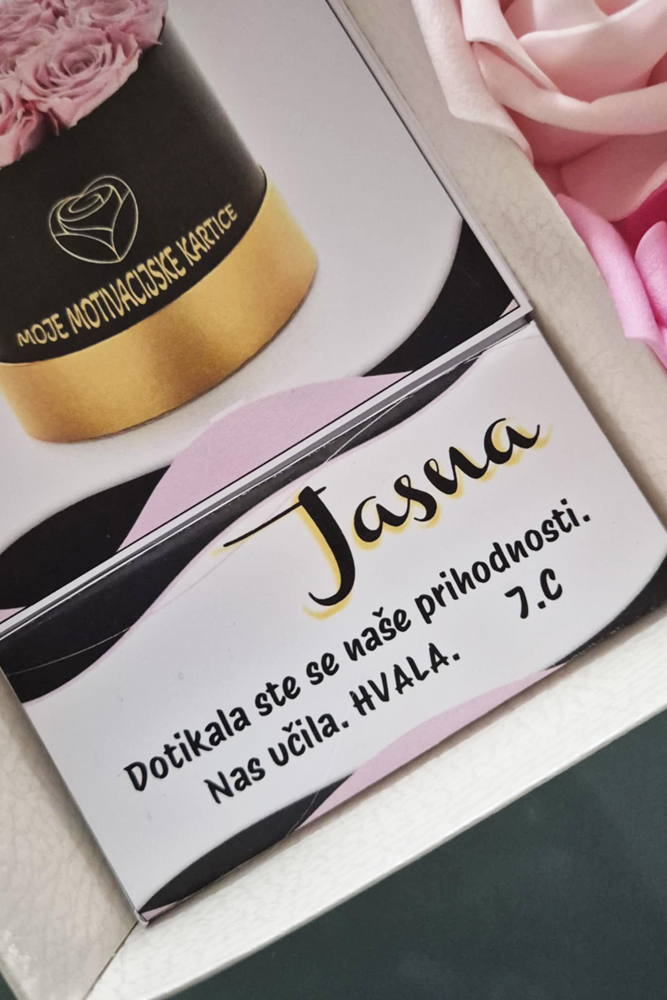 MOJE MOTIVACIJSKE KARTICE
Jasna
Dotikala ste se naše prihodnosti.
Nas učila. HVALA. 7.C